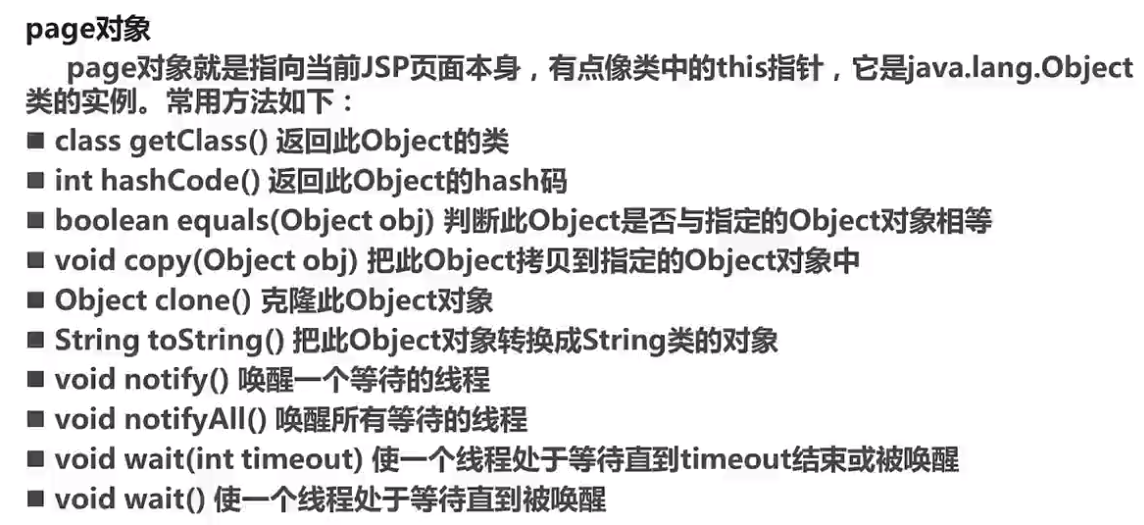 page对象
page对象就是指向当前JSP页面本身，有点像类中的this指针，它是java.lang.Object
类的实例。常用方法如下：
■ class getClass() 返回此Object的类
■ int hashCode() 返回此Object的hash码
■ boolean equals(Object obj) 判断此Object是否与指定的Object对象相等
■ void copy(Object obj) 把此Object拷贝到指定的Object对象中
■ Object clone() 克隆此Object对象
■ String toString() 把此Object对象转换成String类的对象
■ void notify() 唤醒一个等待的线程
■ void notifyAll() 唤醒所有等待的线程
■ void wait(int timeout) 使一个线程处于等待直到timeout结束或被唤醒
■ void wait() 使一个线程处于等待直到被唤醒